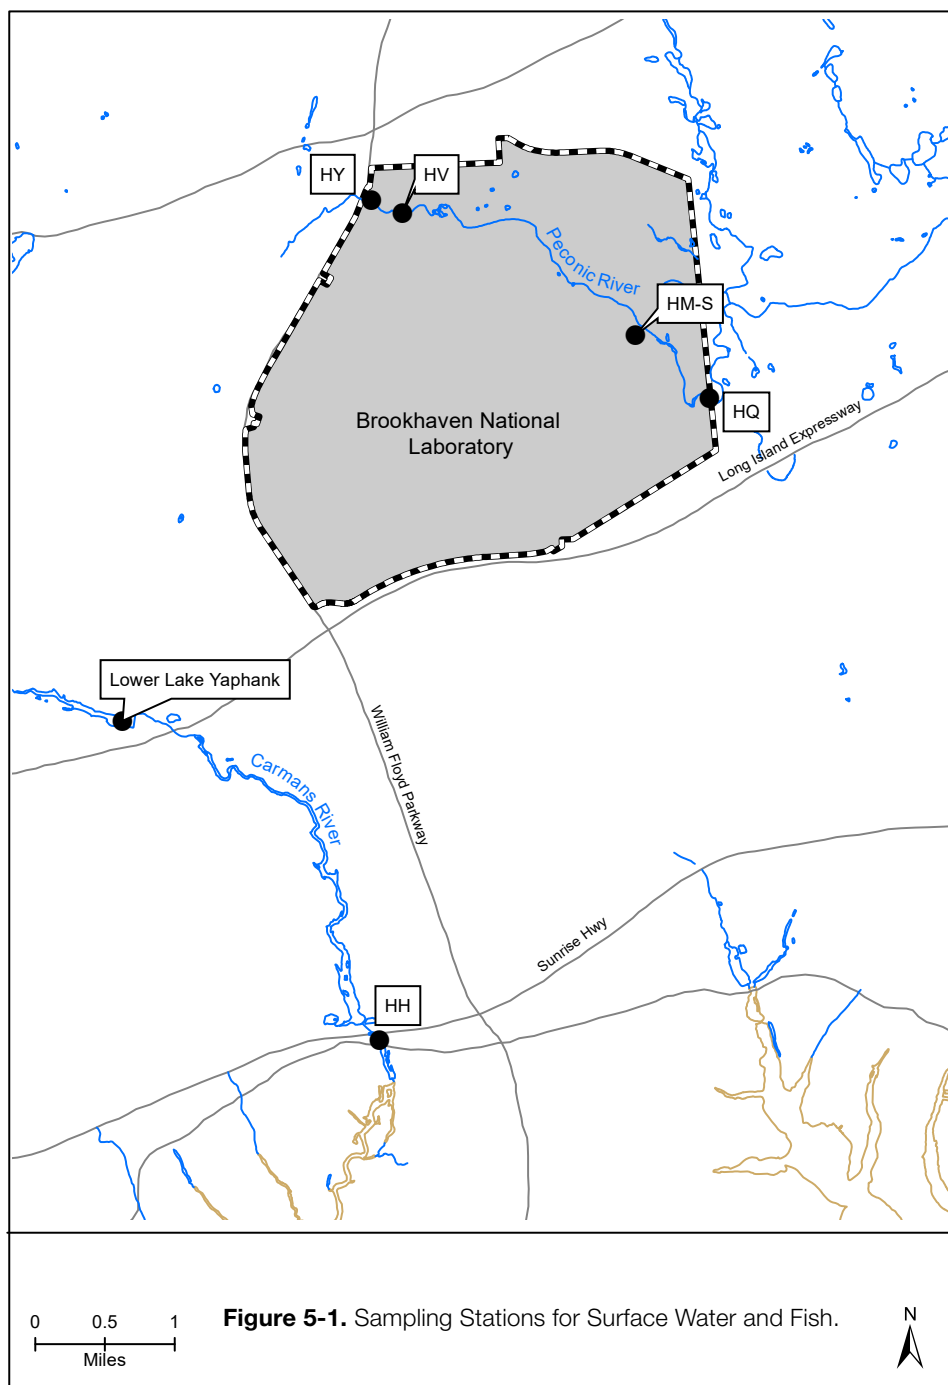 HY
HV
Peconic River
HM-S
HQ
Brookhaven National
Laboratory
Long Island Expressway
Lower Lake Yaphank
William Floyd Parkway
Carmans River
Sunrise Hwy
HH
0 0.5 1
Miles
Figure 5-1. Sampling Stations for Surface Water and Fish.
N